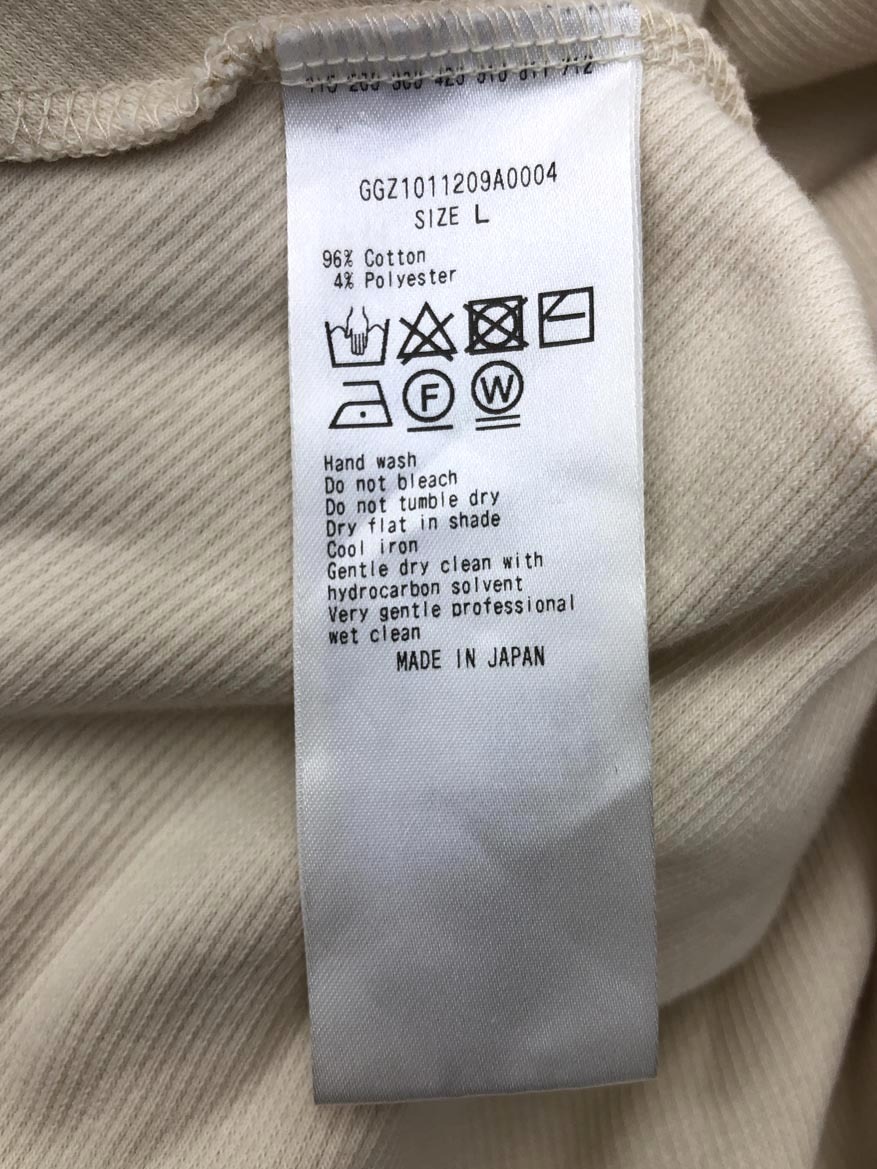 GGZ1011209A0004
SIZE L
96% Cotton
4% Polyester
F W
Hand wash
Do not bleach
Do not tumble dry
Dry flat in shade
Cool iron
Gentle dry clean with
hydrocarbon solvent
Very gentle professional
wet clean
MADE IN JAPAN